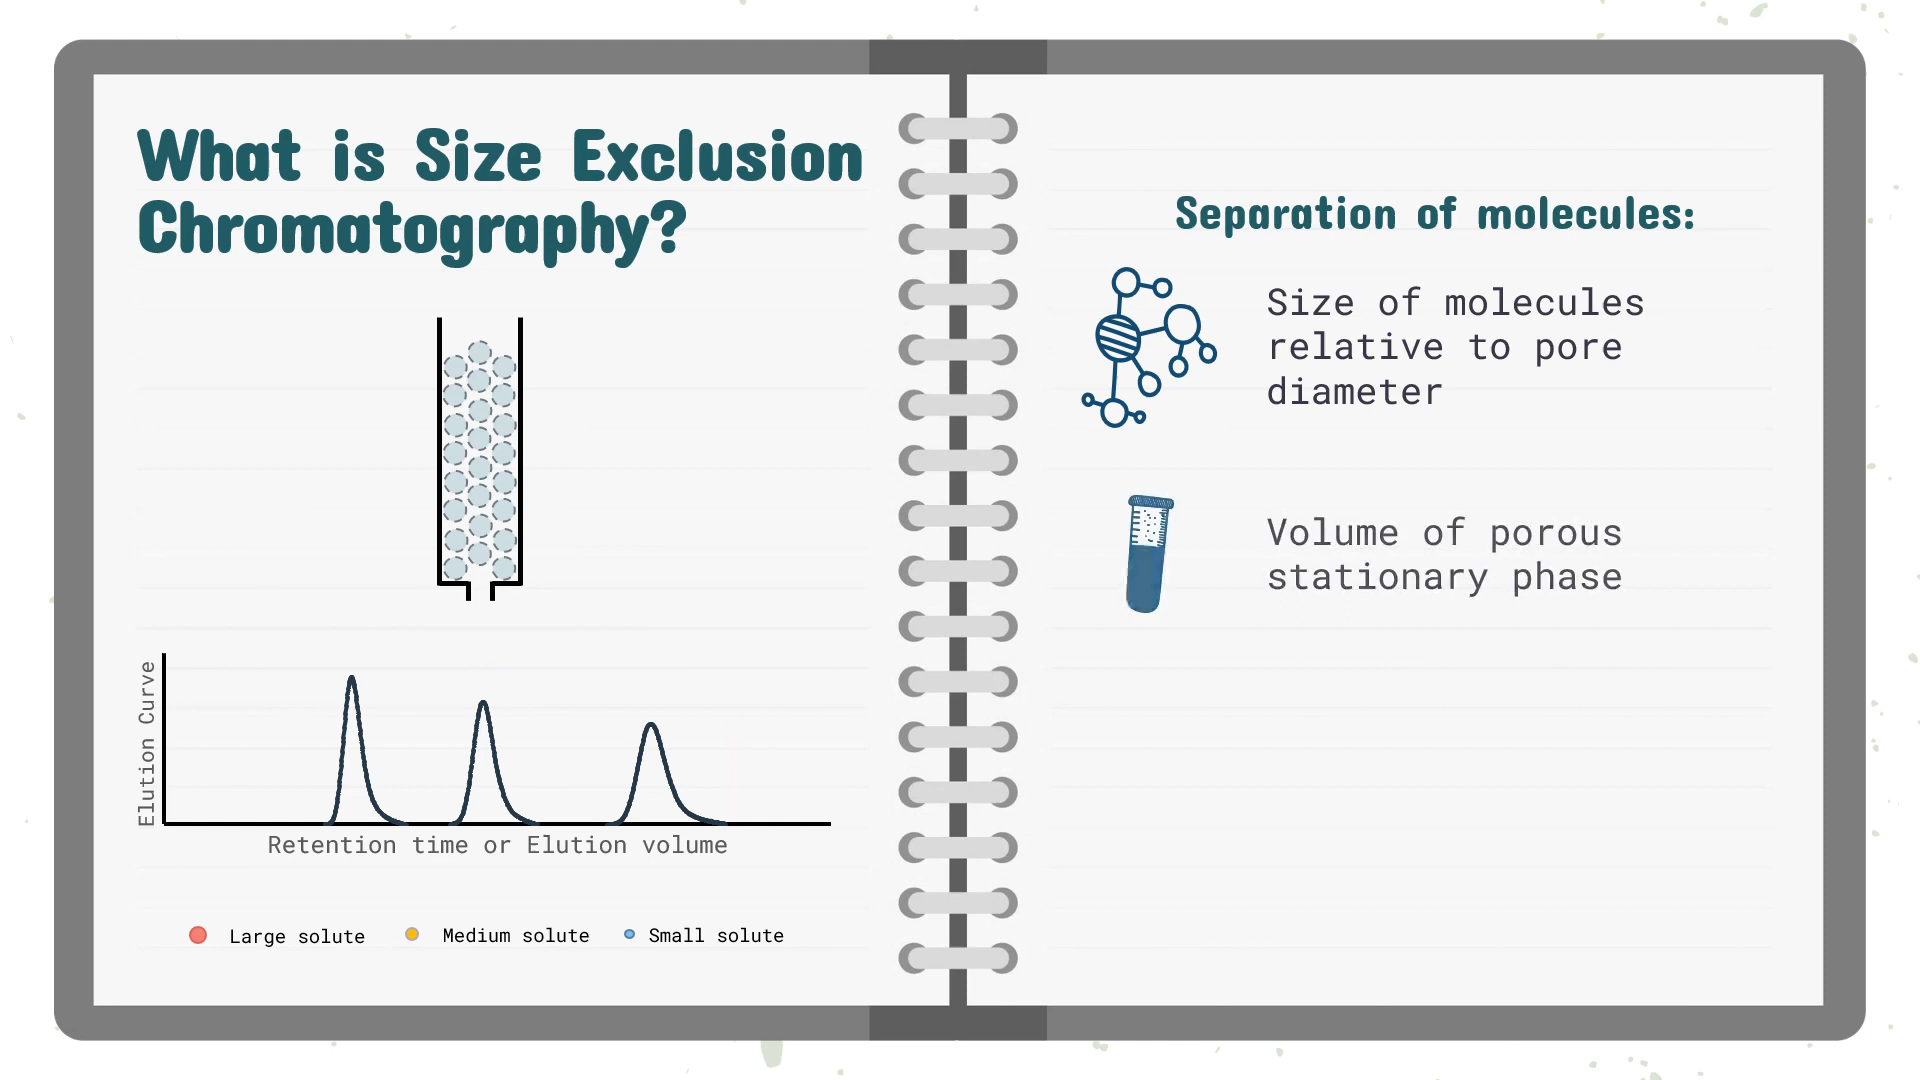 What is Size Exclusion
Chromatography?
Elution Curve
Retention time or Elution volume
Large solute
Medium solute
Small solute
Separation of molecules:
Size of molecules
relative to pore
diameter
Volume of porous
stationary phase